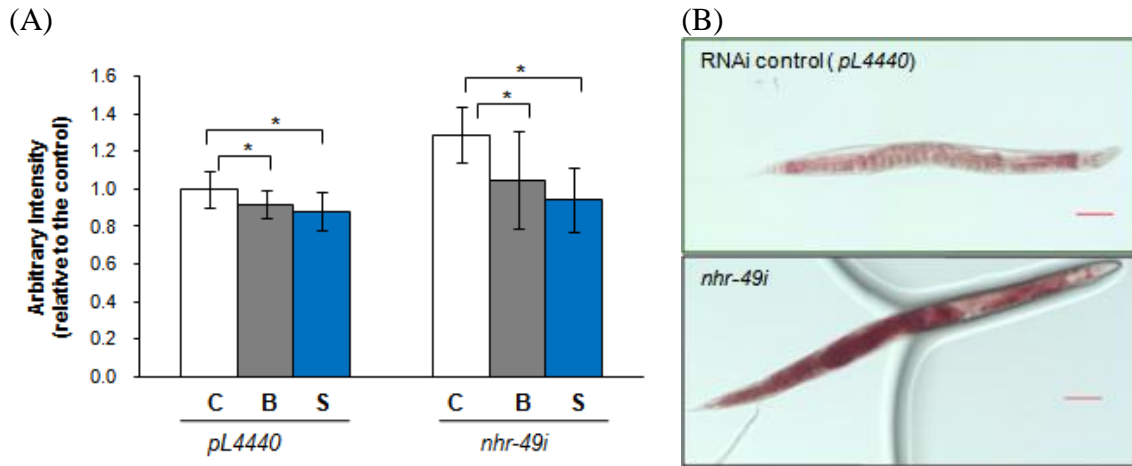 (A)
(B)
Arbitrary Intensity
(relative to the control)
1.6
1.4
1.2
1.0
0.8
0.6
0.4
0.2
0.0
*
*
*
*
C B S C B S
pL4440 nhr-49i
RNAi control ( pL4440)
nhr-49i